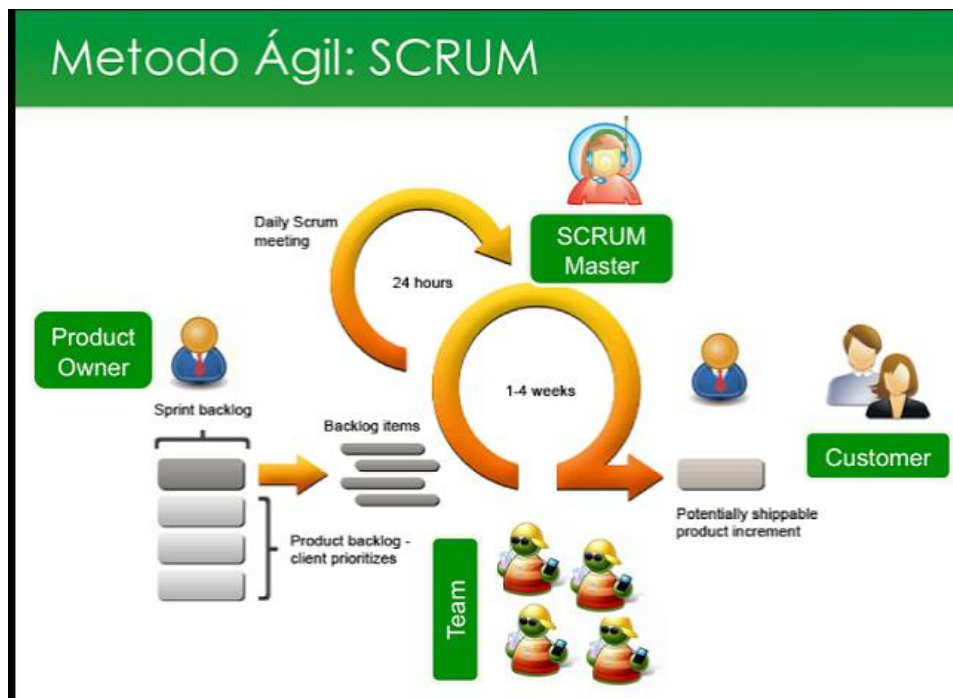 Metodo Ágil: SCRUM
Daily Scrum
meeting
24 hours
SCRUM
Master
Product
Owner
1-4 weeks
Sprint backlog
Backlog items
Customer
Potentially shippable
product increment
Product backlog -
client prioritizes
Team